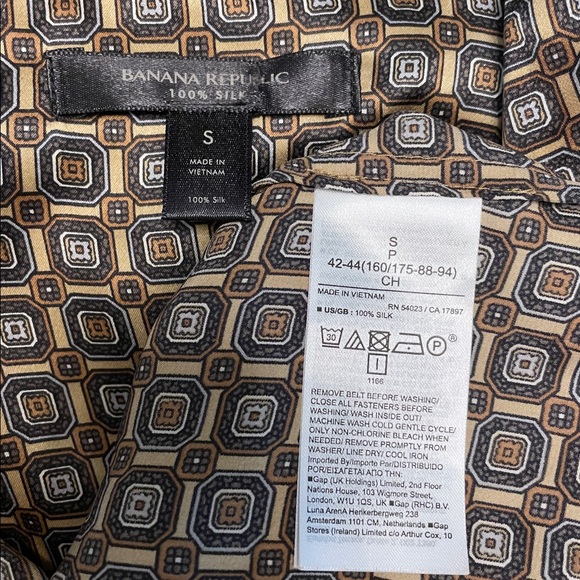 BANANA REPUBLIC
100% SILK
S
MADE IN
VIETNAM
100% Silk
S
P
42-44(160/175-88-94)
CH
MADE IN VIETNAM
RN 54023 / CA 17897
■ US/GB : 100% SILK
30
P ®
I
1166
REMOVE BELT BEFORE WASHING/
CLOSE ALL FASTENERS BEFORE
WASHING/ WASH INSIDE OUT/
MACHINE WASH COLD GENTLE CYCLE/
ONLY NON-CHLORINE BLEACH WHEN
NEEDED/ REMOVE PROMPTLY FROM
WASHER/ LINE DRY/ COOL IRON
Imported By/Importe Par/DISTRIBUIDO
POR/ΕΙΣΑΓΕΤΑΙ ΑΠΟ:
■Gap (UK Holdings) Limited, 2nd Floor
Nations House, 103 Wigmore Street,
London, W1U 1QS, UK ■Gap (RHC) B.V.
Luna ArenA Herikerbergweg 238
Amsterdam 1101 CM, Netherlands ■Gap
Stores (Ireland) Limited c/o Arthur Cox, 10